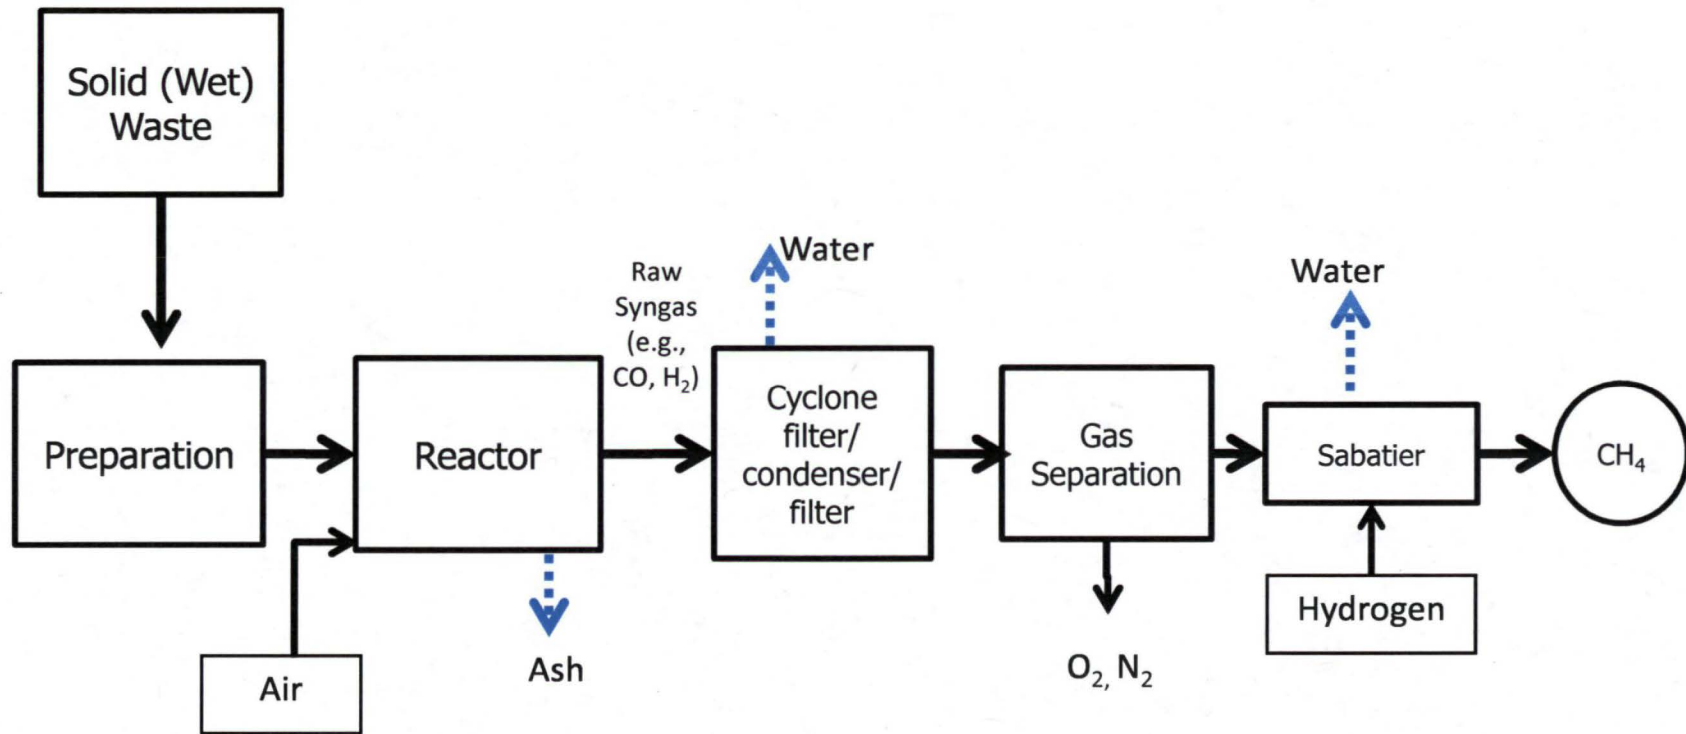 Solid (Wet)
Waste
Preparation
Air
Reactor
Ash
Raw
Syngas
(e.g.,
CO, H₂)
Water
Cyclone
filter/
condenser/
filter
Gas
Separation
O₂, N₂
Water
Sabatier
Hydrogen
CH₄